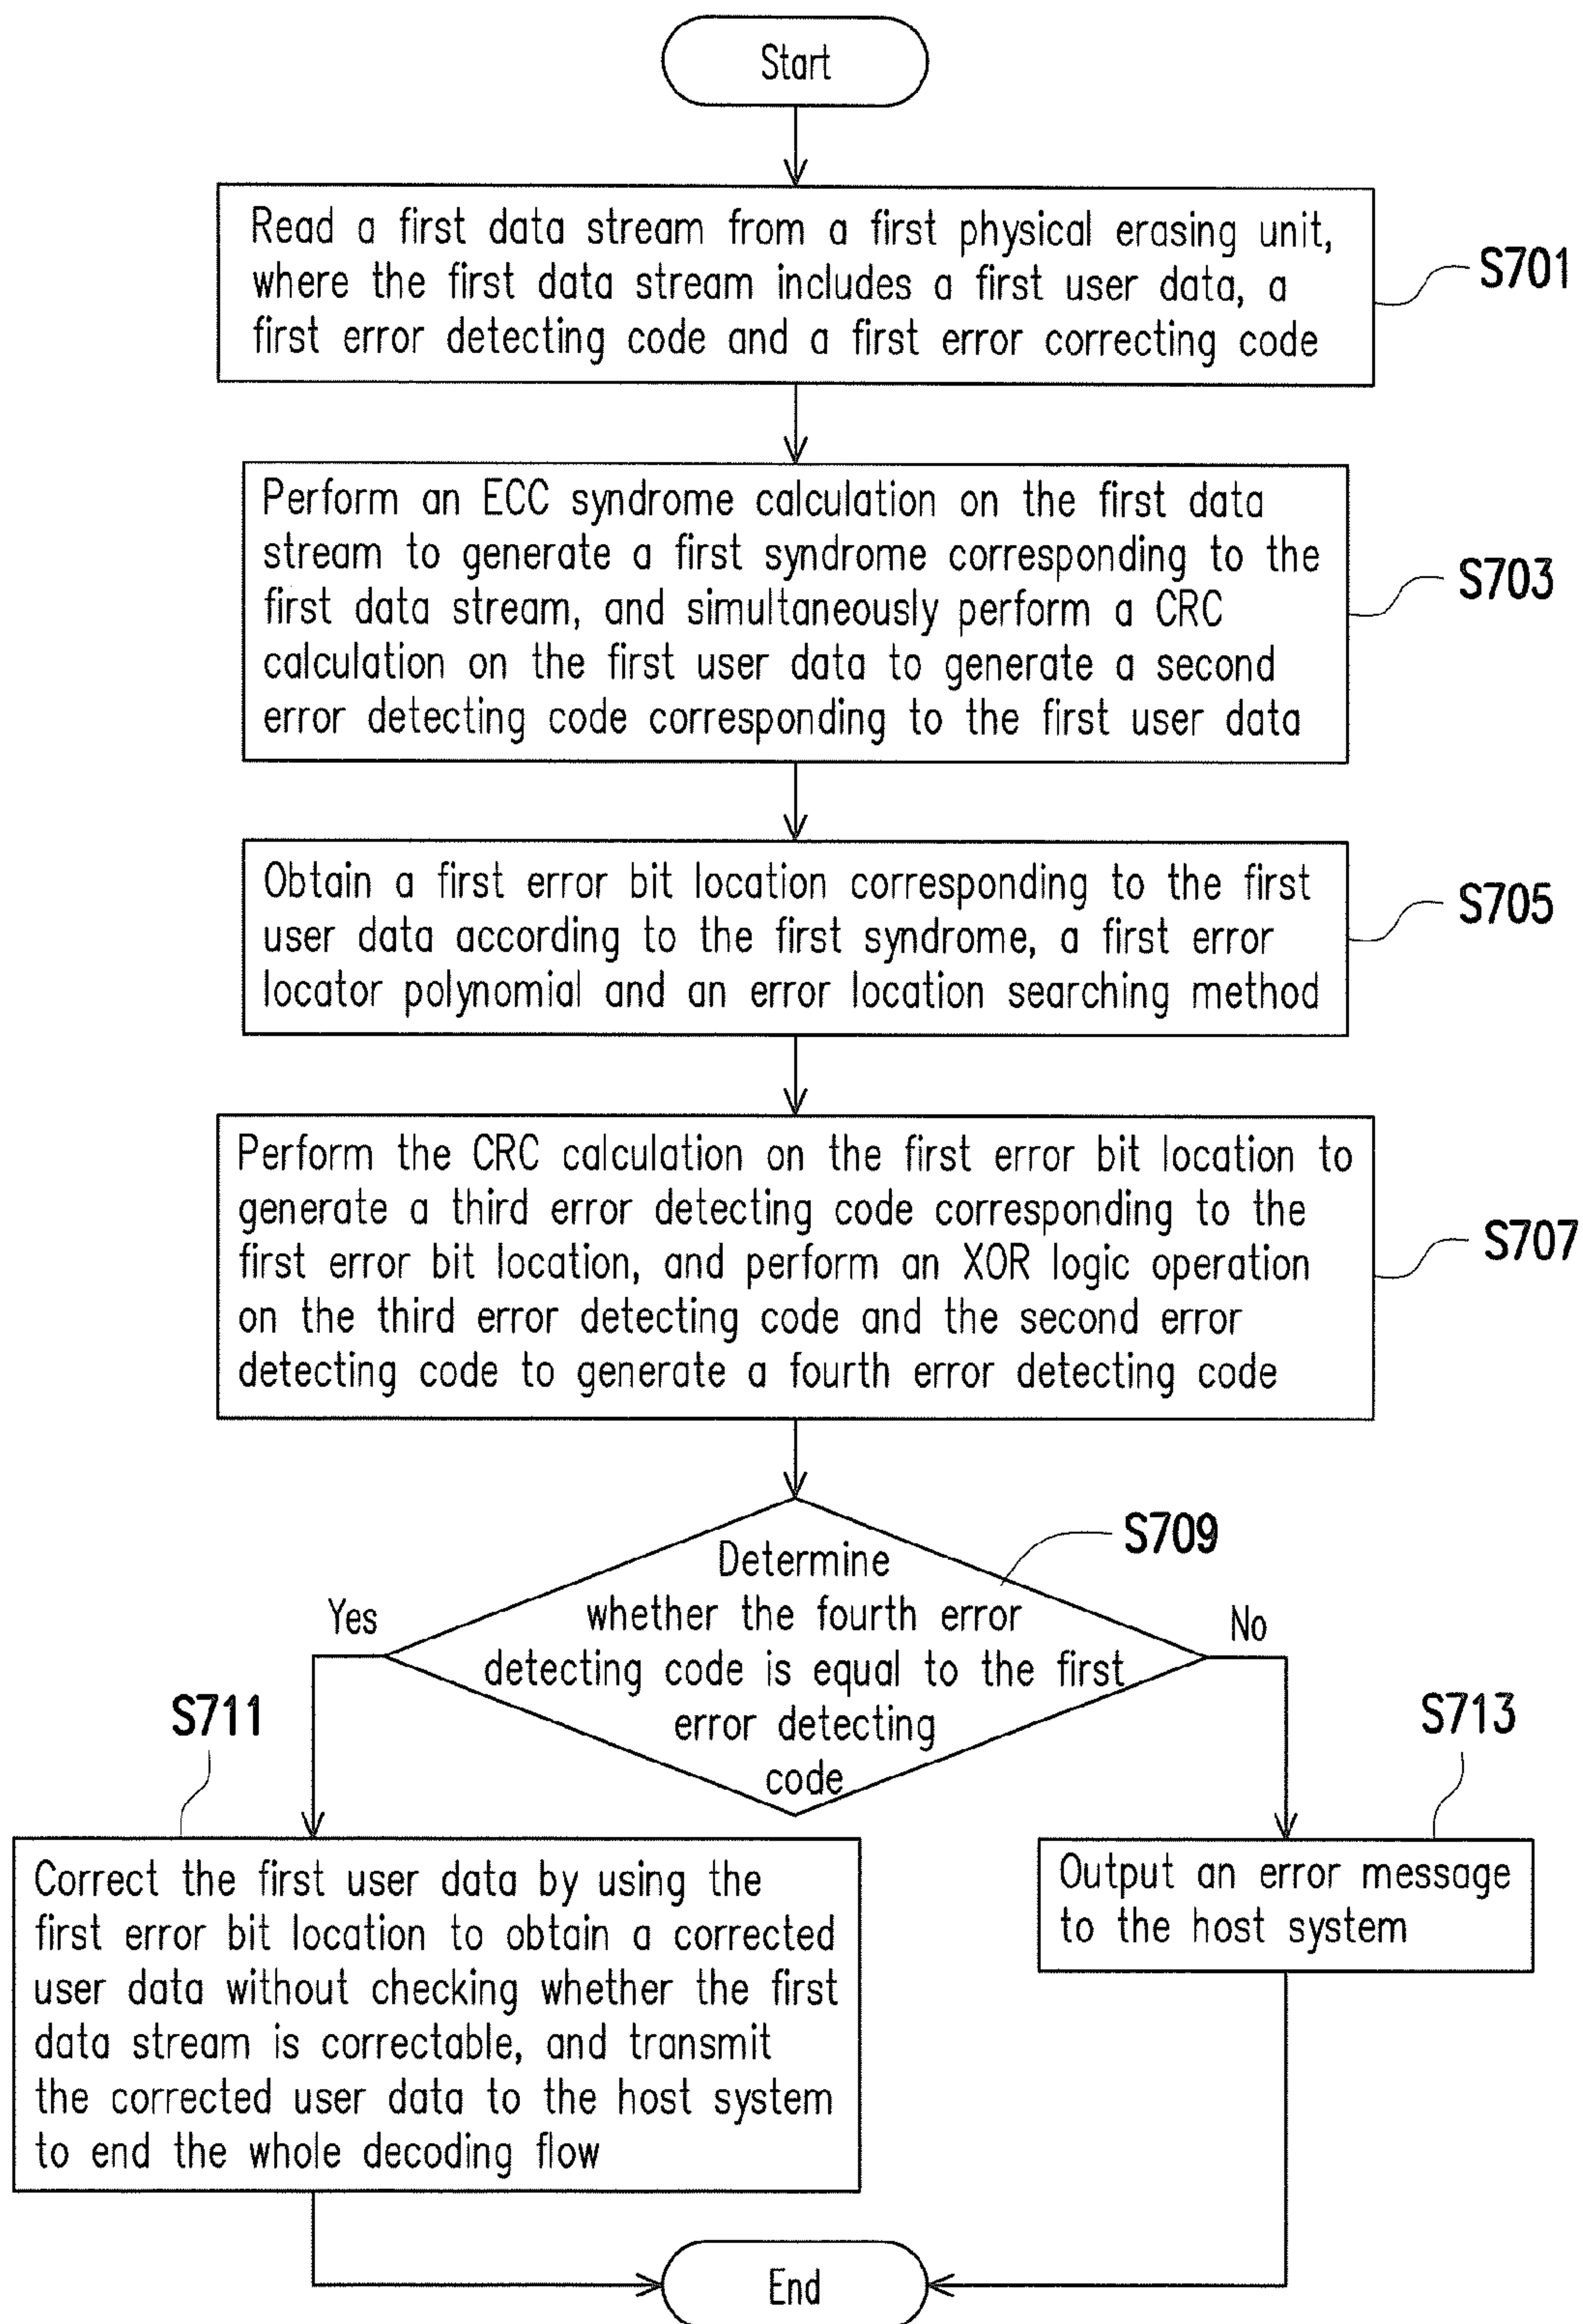 Start
Read a first data stream from a first physical erasing unit,
where the first data stream includes a first user data, a
first error detecting code and a first error correcting code
S701
Perform an ECC syndrome calculation on the first data
stream to generate a first syndrome corresponding to the
first data stream, and simultaneously perform a CRC
calculation on the first user data to generate a second
error detecting code corresponding to the first user data
S703
Obtain a first error bit location corresponding to the first
user data according to the first syndrome, a first error
locator polynomial and an error location searching method
S705
Perform the CRC calculation on the first error bit location to
generate a third error detecting code corresponding to the
first error bit location, and perform an XOR logic operation
on the third error detecting code and the second error
detecting code to generate a fourth error detecting code
S707
Determine
whether the fourth error
detecting code is equal to the first
error detecting
code
S709
Yes
No
S711
Correct the first user data by using the
first error bit location to obtain a corrected
user data without checking whether the first
data stream is correctable, and transmit
the corrected user data to the host system
to end the whole decoding flow
S713
Output an error message
to the host system
End